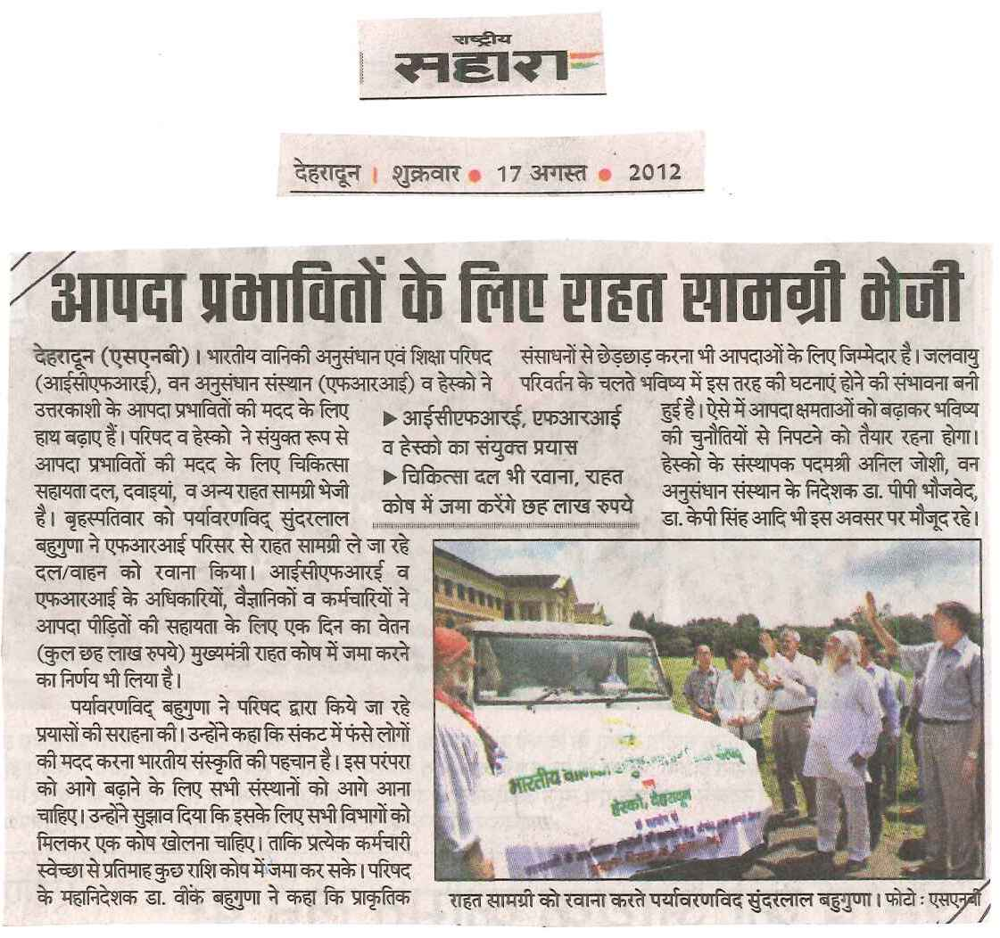 राष्ट्रीय
सहारा
देहरादून । शुक्रवार ● 17 अगस्त ● 2012
आपदा प्रभावितों के लिए राहत सामग्री भेजी
देहरादून (एसएनबी)। भारतीय वानिकी अनुसंधान एवं शिक्षा परिषद
(आईसीएफआरई), वन अनुसंधान संस्थान (एफआरआई) व हेस्को ने
उत्तरकाशी के आपदा प्रभावितों की मदद के लिए
हाथ बढ़ाए हैं। परिषद व हेस्को ने संयुक्त रूप से
आपदा प्रभावितों की मदद के लिए चिकित्सा
सहायता दल, दवाइयां, व अन्य राहत सामग्री भेजी
है। बृहस्पतिवार को पर्यावरणविद् सुंदरलाल
बहुगुणा ने एफआरआई परिसर से राहत सामग्री ले जा रहे
दल/वाहन को रवाना किया। आईसीएफआरई व
एफआरआई के अधिकारियों, वैज्ञानिकों व कर्मचारियों ने
आपदा पीड़ितों की सहायता के लिए एक दिन का वेतन
(कुल छह लाख रुपये) मुख्यमंत्री राहत कोष में जमा करने
का निर्णय भी लिया है।
पर्यावरणविद् बहुगुणा ने परिषद द्वारा किये जा रहे
प्रयासों की सराहना की। उन्होंने कहा कि संकट में फंसे लोगों
की मदद करना भारतीय संस्कृति की पहचान है। इस परंपरा
को आगे बढ़ाने के लिए सभी संस्थानों को आगे आना
चाहिए। उन्होंने सुझाव दिया कि इसके लिए सभी विभागों को
मिलकर एक कोष खोलना चाहिए। ताकि प्रत्येक कर्मचारी
स्वेच्छा से प्रतिमाह कुछ राशि कोष में जमा कर सके। परिषद
के महानिदेशक डा. वीके बहुगुणा ने कहा कि प्राकृतिक
▶ आईसीएफआरई, एफआरआई
व हेस्को का संयुक्त प्रयास
▶ चिकित्सा दल भी रवाना, राहत
कोष में जमा करेंगे छह लाख रुपये
संसाधनों से छेड़छाड़ करना भी आपदाओं के लिए जिम्मेदार है। जलवायु
परिवर्तन के चलते भविष्य में इस तरह की घटनाएं होने की संभावना बनी
हुई है। ऐसे में आपदा क्षमताओं को बढ़ाकर भविष्य
की चुनौतियों से निपटने को तैयार रहना होगा।
हेस्को के संस्थापक पदमश्री अनिल जोशी, वन
अनुसंधान संस्थान के निदेशक डा. पीपी भौजवेद,
डा. केपी सिंह आदि भी इस अवसर पर मौजूद रहे।
भारतीय
हेस्को, देहरादून
राहत सामग्री को रवाना करते पर्यावरणविद सुंदरलाल बहुगुणा। फोटो : एसएनबी